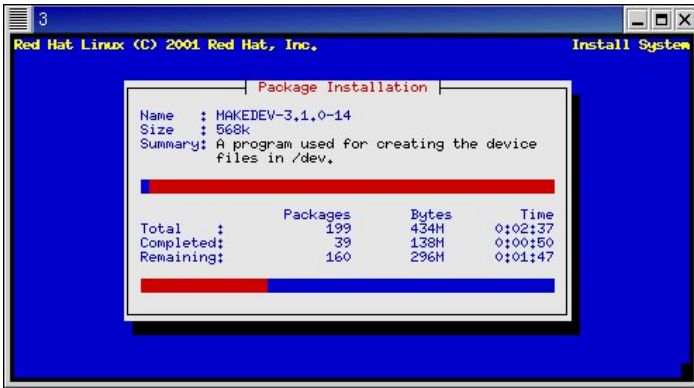 3
Red Hat Linux (C) 2001 Red Hat, Inc. Install System
Package Installation
Name : MAKEDEV-3.1.0-14
Size : 568k
Summary: A program used for creating the device
files in /dev.
Packages Bytes Time
Total : 199 434M 0:02:37
Completed: 39 138M 0:00:50
Remaining: 160 296M 0:01:47